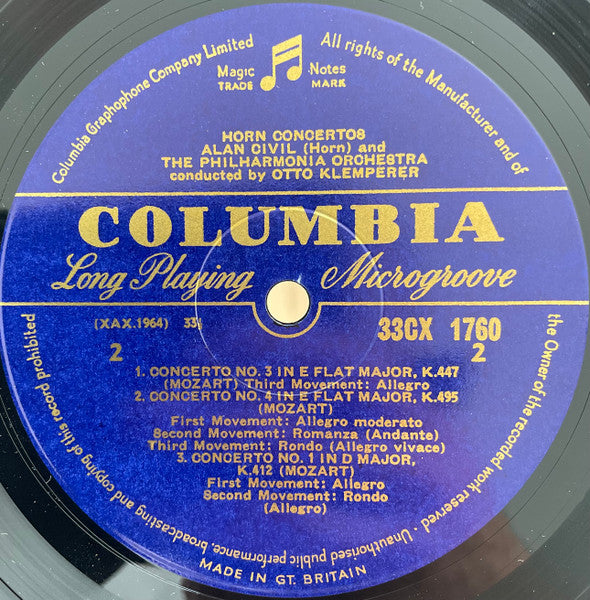 Columbia Graphophone Company Limited
All rights of the Manufacturer and of
the Owner of the recorded work reserved · Unauthorised public performance, broadcasting and copying of this record prohibited
Magic Notes
TRADE MARK
HORN CONCERTOS
ALAN CIVIL (Horn) and
THE PHILHARMONIA ORCHESTRA
conducted by OTTO KLEMPERER
COLUMBIA
Long Playing Microgroove
(XAX.1964) 33⅓ 33CX 1760
2 2
1. CONCERTO NO. 3 IN E FLAT MAJOR, K.447
(MOZART) Third Movement: Allegro
2. CONCERTO NO. 4 IN E FLAT MAJOR, K.495
(MOZART)
First Movement: Allegro moderato
Second Movement: Romanza (Andante)
Third Movement: Rondo (Allegro vivace)
3. CONCERTO NO. 1 IN D MAJOR,
K.412 (MOZART)
First Movement: Allegro
Second Movement: Rondo
(Allegro)
MADE IN GT. BRITAIN